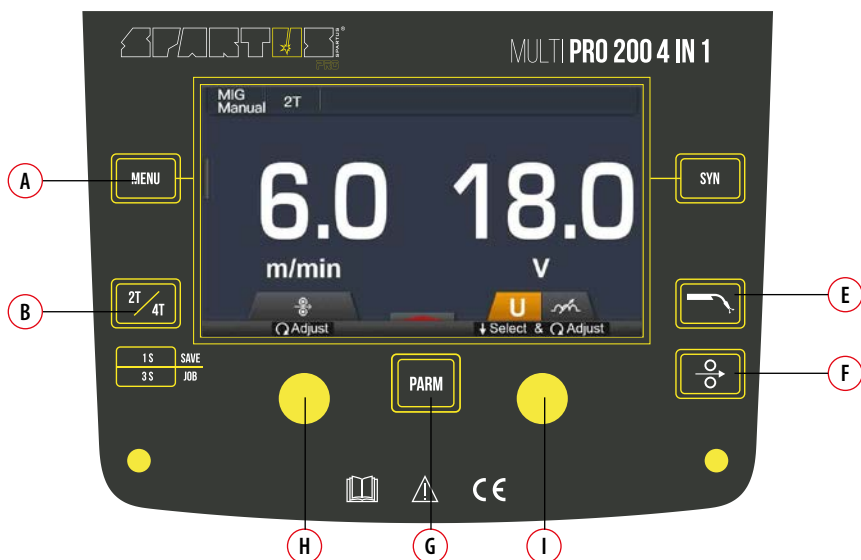 SPARTUS®
SPARTUS
PRO
MULTI PRO 200 4 IN 1
MIG
Manual 2T
A MENU
6.0 18.0
SYN
m/min V
B 2T/4T
U
E
Adjust
Select & Adjust
1 S SAVE
3 S JOB
PARM
F
CE
H G I